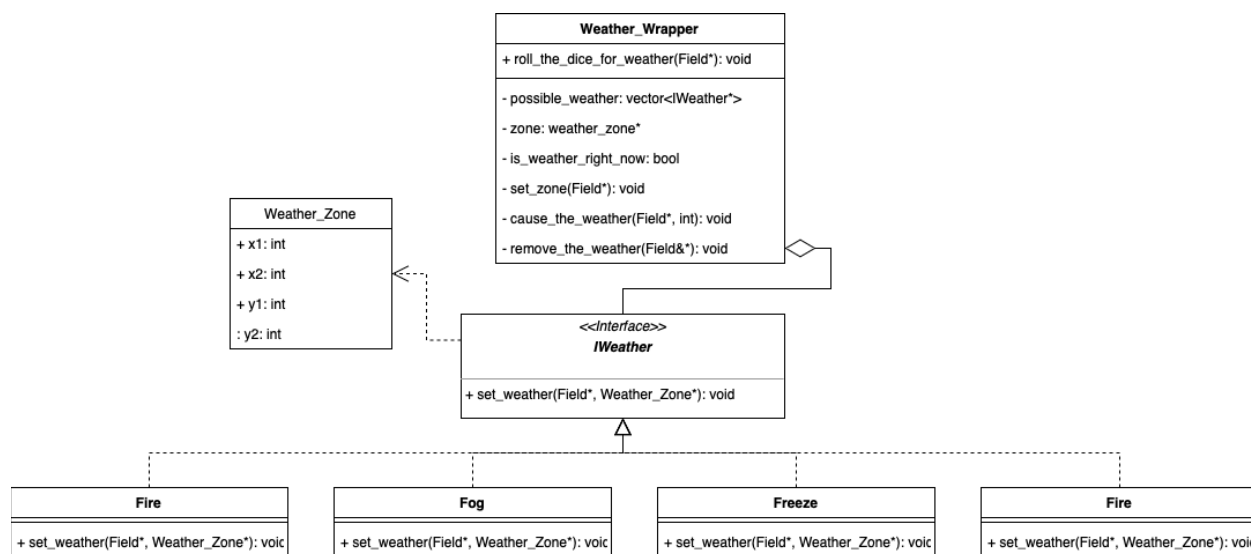 Weather_Wrapper
+ roll_the_dice_for_weather(Field*): void
- possible_weather: vector<IWeather*>
- zone: weather_zone*
- is_weather_right_now: bool
- set_zone(Field*): void
- cause_the_weather(Field*, int): void
- remove_the_weather(Field&*): void
Weather_Zone
+ x1: int
+ x2: int
+ y1: int
: y2: int
<<Interface>>
IWeather
+ set_weather(Field*, Weather_Zone*): void
Fire
+ set_weather(Field*, Weather_Zone*): voic
Fog
+ set_weather(Field*, Weather_Zone*): voic
Freeze
+ set_weather(Field*, Weather_Zone*): voic
Fire
+ set_weather(Field*, Weather_Zone*): voic